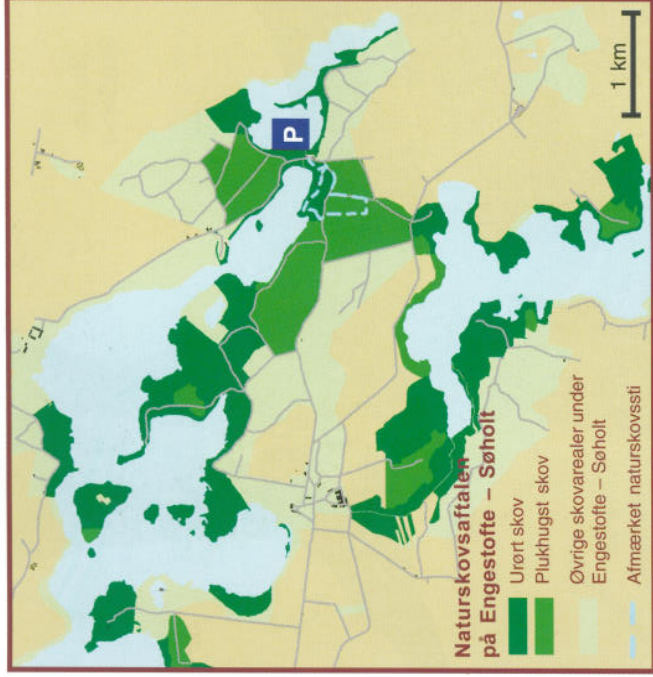 P
1 km
Naturskovsaftalen
på Engestofte – Søholt
Urørt skov
Plukhugst skov
Øvrige skovarealer under
Engestofte – Søholt
Afmærket naturskovssti